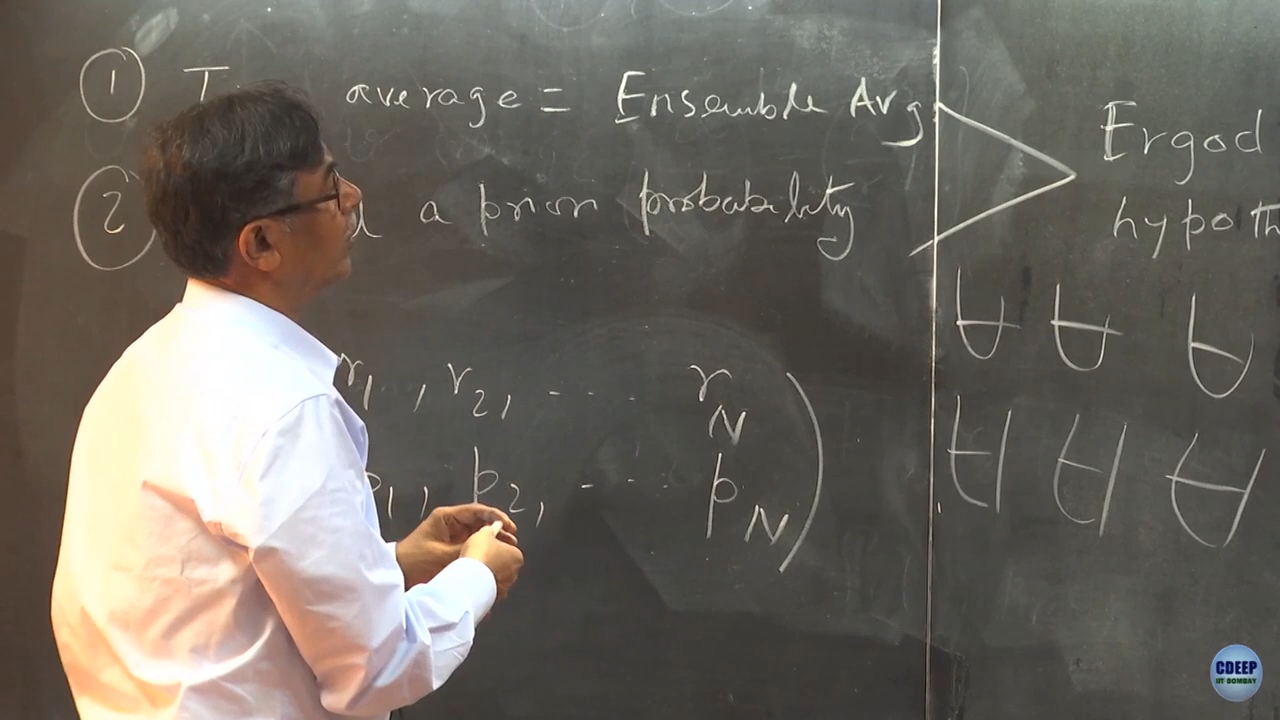 ① T average = Ensemble Avg
② a priori probability
Ergod
hypoth
r₁, r₂, ---- r_N
p₁, p₂, ---- p_N )
CDEEP
IIT BOMBAY